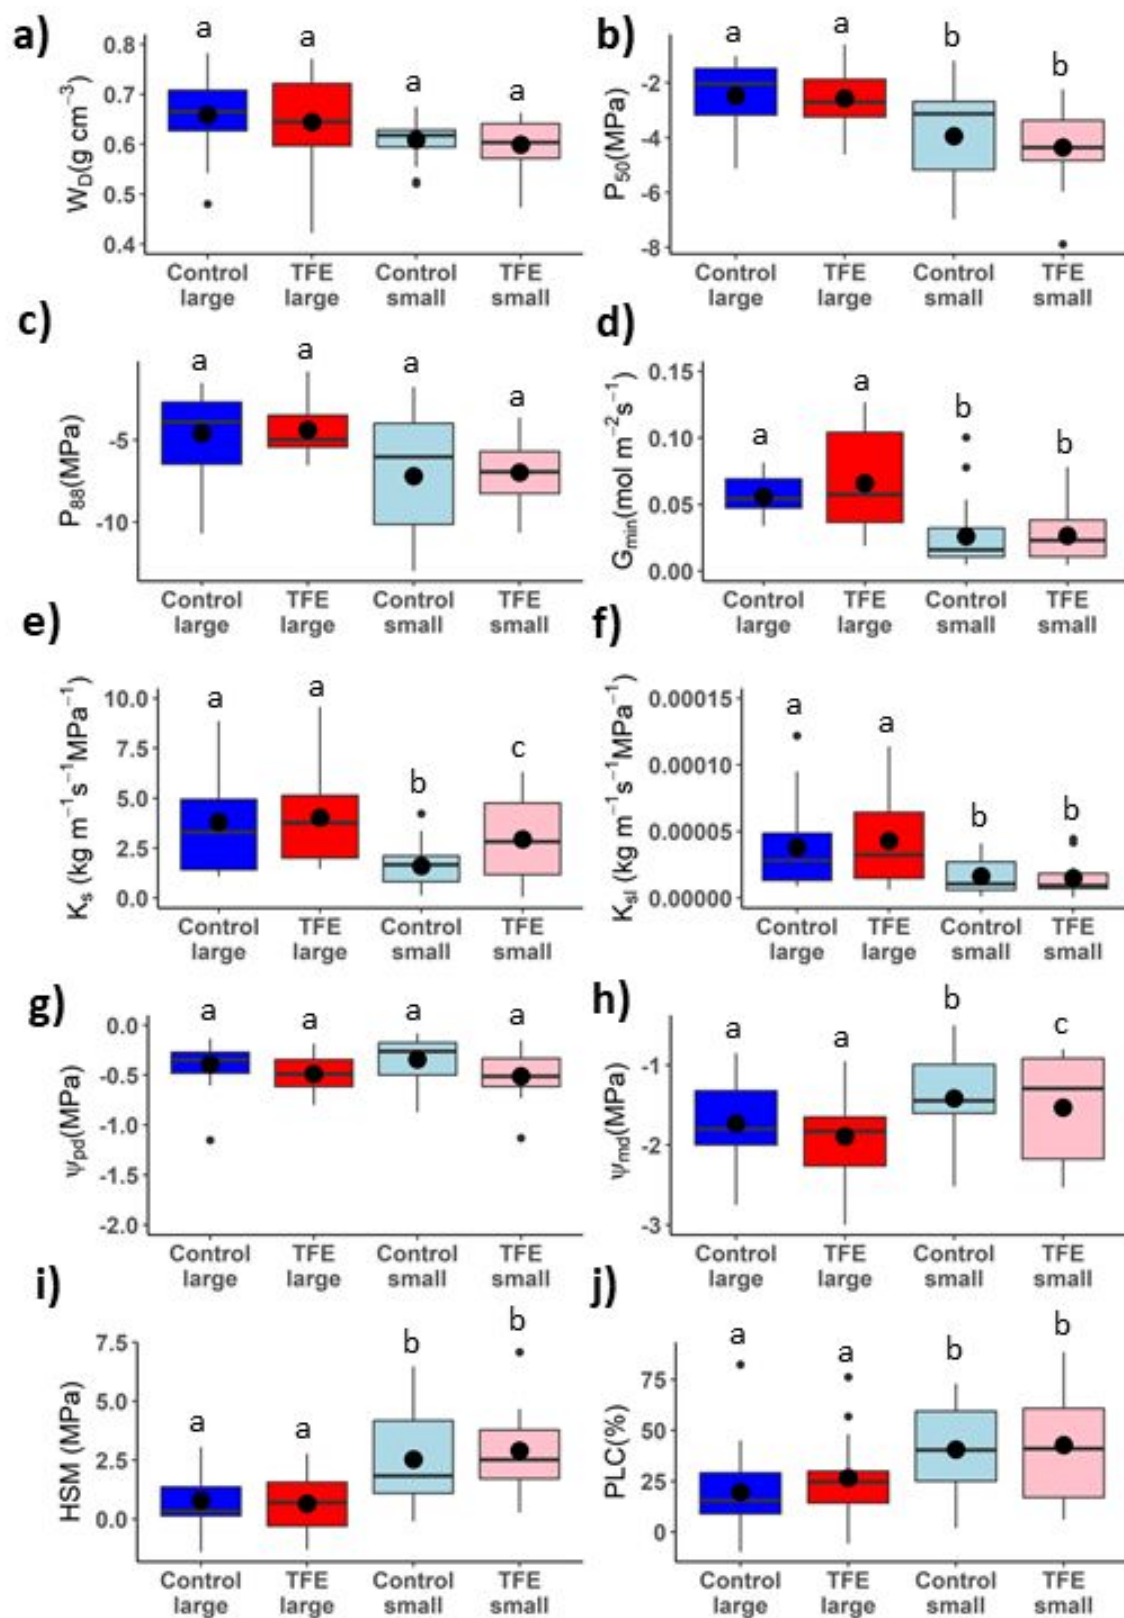 a)
W_D(g cm⁻³)
0.8
0.7
0.6
0.5
0.4
a a a a
Control large
TFE large
Control small
TFE small
b)
P₅₀(MPa)
-2
-4
-6
-8
a a b b
Control large
TFE large
Control small
TFE small
c)
P₈₈(MPa)
-5
-10
a a a a
Control large
TFE large
Control small
TFE small
d)
G_min(mol m⁻²s⁻¹)
0.15
0.10
0.05
0.00
a a b b
Control large
TFE large
Control small
TFE small
e)
K_s (kg m⁻¹s⁻¹MPa⁻¹)
10.0
7.5
5.0
2.5
0.0
a a b c
Control large
TFE large
Control small
TFE small
f)
K_sl (kg m⁻¹s⁻¹MPa⁻¹)
0.00015
0.00010
0.00005
0.00000
a a b b
Control large
TFE large
Control small
TFE small
g)
ψ_pd(MPa)
0.0
-0.5
-1.0
-1.5
-2.0
a a a a
Control large
TFE large
Control small
TFE small
h)
ψ_md(MPa)
-1
-2
-3
a a b c
Control large
TFE large
Control small
TFE small
i)
HSM (MPa)
7.5
5.0
2.5
0.0
a a b b
Control large
TFE large
Control small
TFE small
j)
PLC(%)
75
50
25
0
a a b b
Control large
TFE large
Control small
TFE small